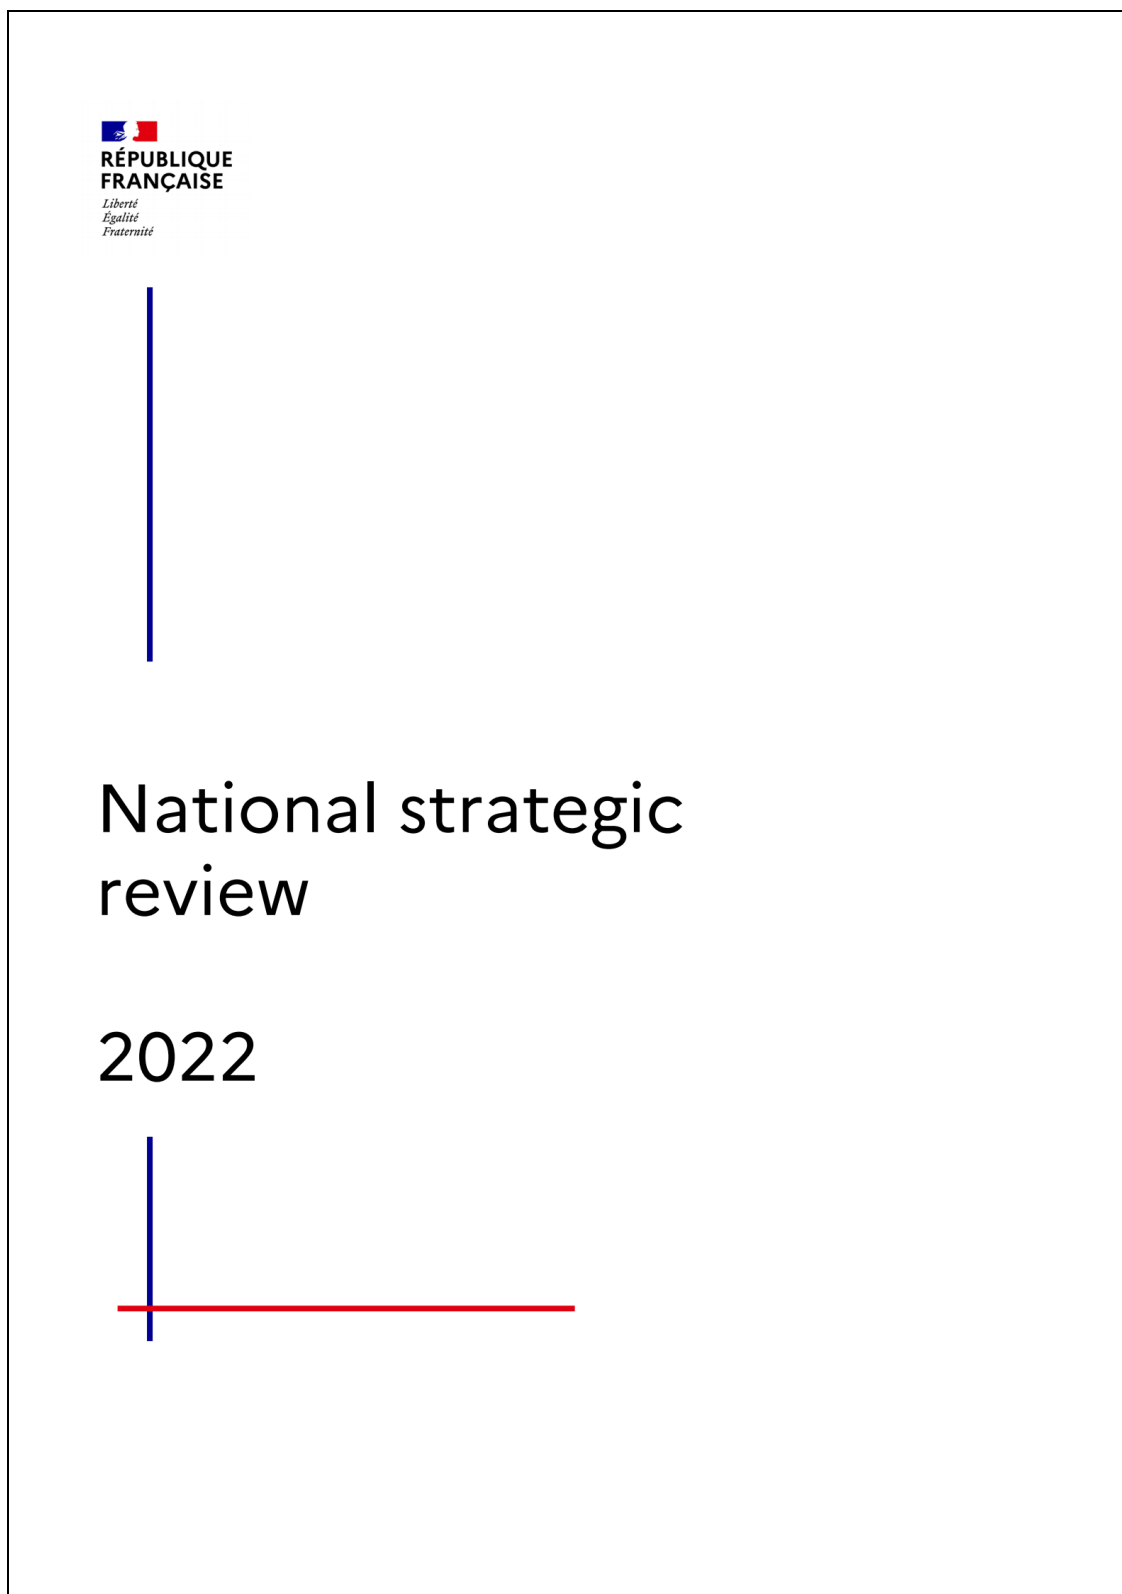 RÉPUBLIQUE
FRANÇAISE
Liberté
Égalité
Fraternité
National strategic
review
2022